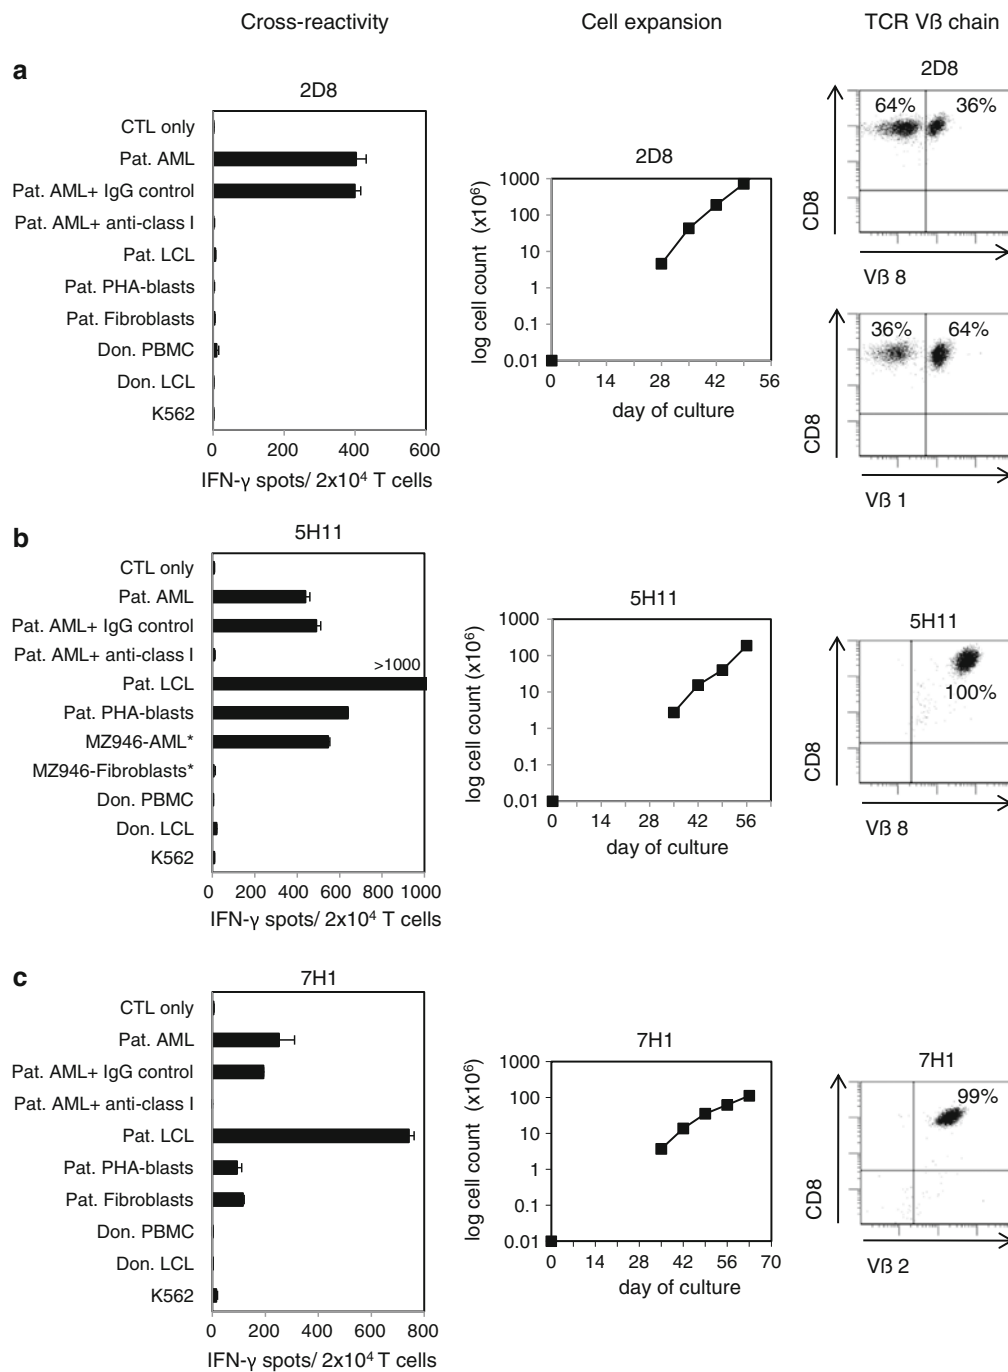 Cross-reactivity
Cell expansion
TCR Vß chain
a
2D8
CTL only
Pat. AML
Pat. AML+ IgG control
Pat. AML+ anti-class I
Pat. LCL
Pat. PHA-blasts
Pat. Fibroblasts
Don. PBMC
Don. LCL
K562
0 200 400 600
IFN-γ spots/ 2x10⁴ T cells
2D8
log cell count (x10⁶)
1000
100
10
1
0.1
0.01
0 14 28 42 56
day of culture
2D8
64% 36%
CD8
Vß 8
36% 64%
CD8
Vß 1
b
5H11
CTL only
Pat. AML
Pat. AML+ IgG control
Pat. AML+ anti-class I
>1000
Pat. LCL
Pat. PHA-blasts
MZ946-AML*
MZ946-Fibroblasts*
Don. PBMC
Don. LCL
K562
0 200 400 600 800 1000
IFN-γ spots/ 2x10⁴ T cells
5H11
log cell count (x10⁶)
1000
100
10
1
0.1
0.01
0 14 28 42 56
day of culture
5H11
100%
CD8
Vß 8
c
7H1
CTL only
Pat. AML
Pat. AML+ IgG control
Pat. AML+ anti-class I
Pat. LCL
Pat. PHA-blasts
Pat. Fibroblasts
Don. PBMC
Don. LCL
K562
0 200 400 600 800
IFN-γ spots/ 2x10⁴ T cells
7H1
log cell count (x10⁶)
1000
100
10
1
0.1
0.01
0 14 28 42 56 70
day of culture
7H1
99%
CD8
Vß 2